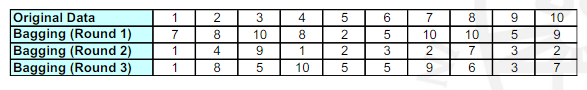 Original Data 1 2 3 4 5 6 7 8 9 10
Bagging (Round 1) 7 8 10 8 2 5 10 10 5 9
Bagging (Round 2) 1 4 9 1 2 3 2 7 3 2
Bagging (Round 3) 1 8 5 10 5 5 9 6 3 7